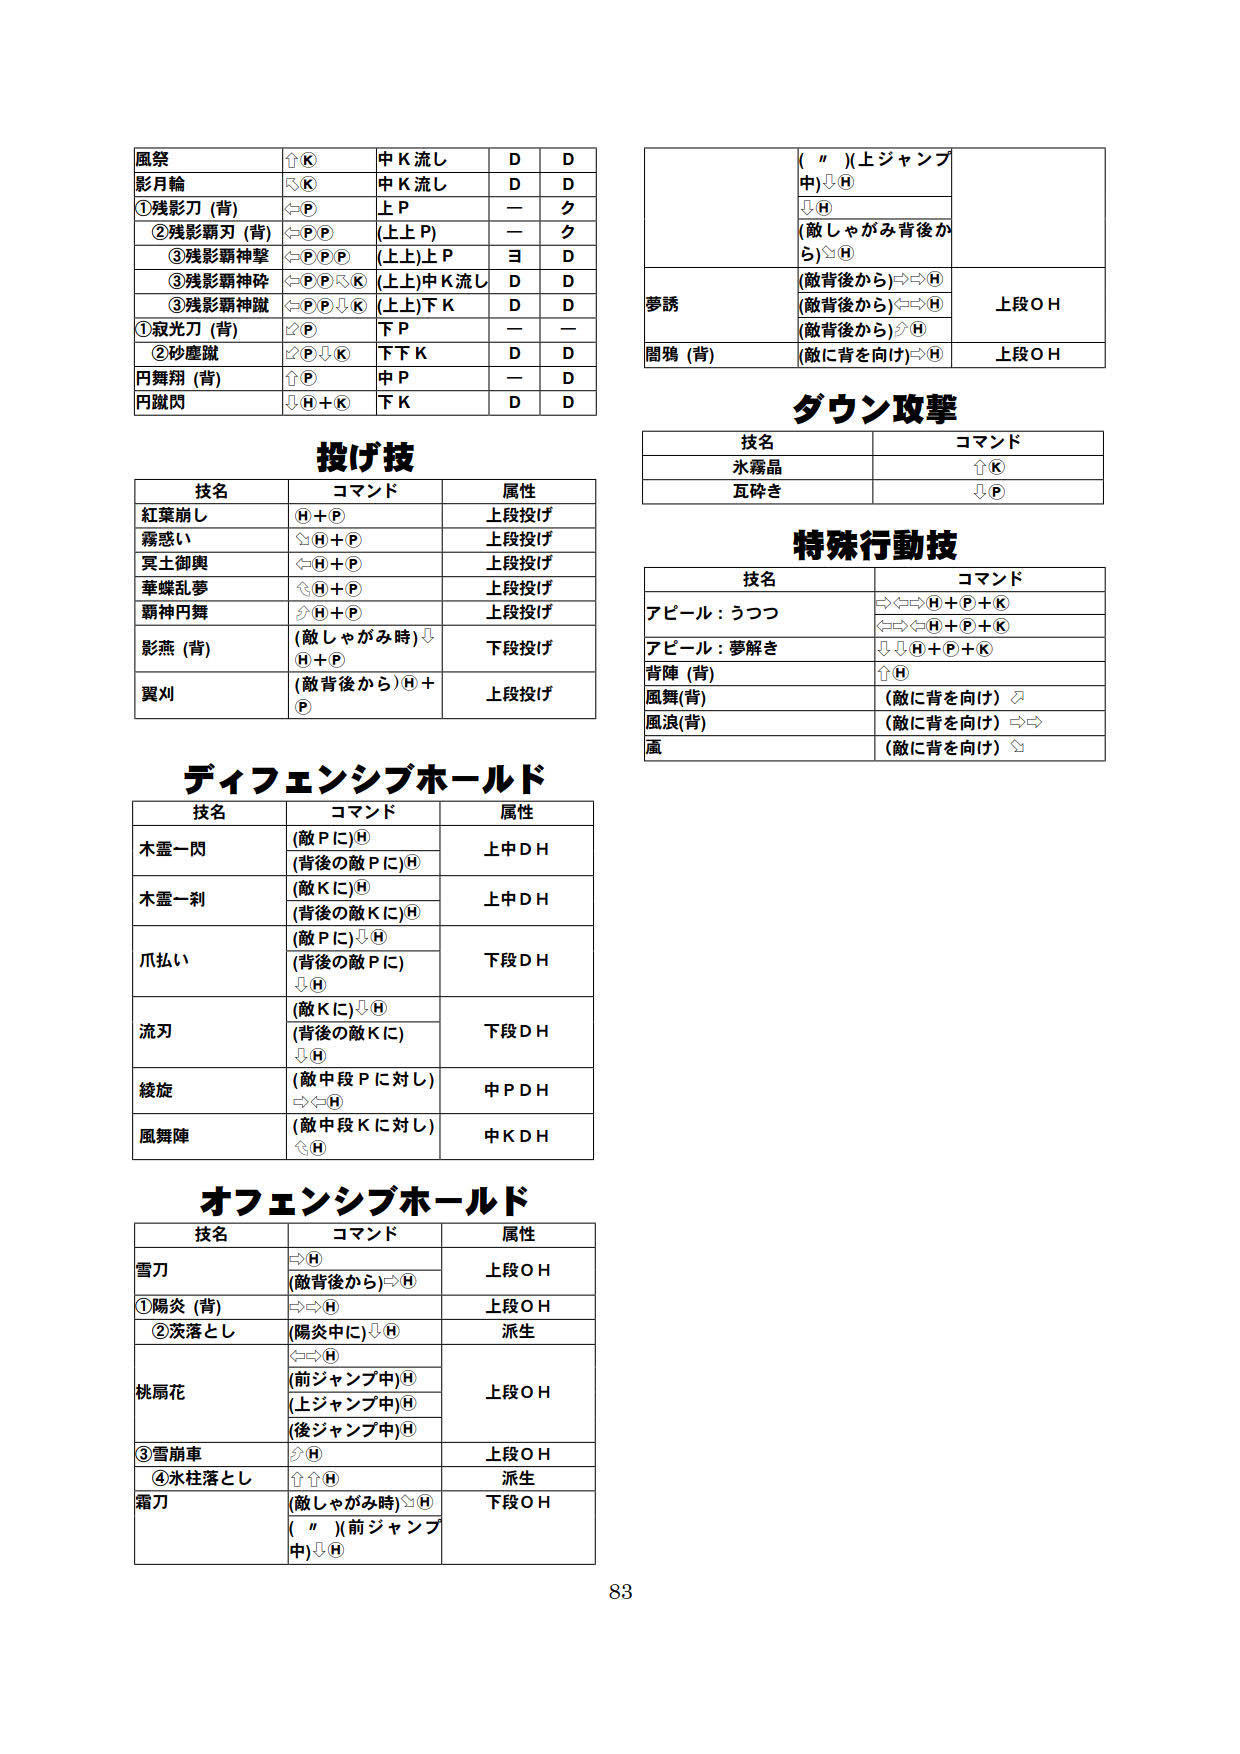 風祭 ⇧Ⓚ 中Ｋ流し D D
影月輪 ⇖Ⓚ 中Ｋ流し D D
①残影刀 (背) ⇦Ⓟ 上Ｐ ― ク
②残影覇刃 (背) ⇦ⓅⓅ (上上Ｐ) ― ク
③残影覇神撃 ⇦ⓅⓅⓅ (上上)上Ｐ ヨ D
③残影覇神砕 ⇦ⓅⓅ⇖Ⓚ (上上)中Ｋ流し D D
③残影覇神蹴 ⇦ⓅⓅ⇩Ⓚ (上上)下Ｋ D D
①寂光刀 (背) ⇙Ⓟ 下Ｐ ― ―
②砂塵蹴 ⇙Ⓟ⇩Ⓚ 下下Ｋ D D
円舞翔 (背) ⇧Ⓟ 中Ｐ ― D
円蹴閃 ⇩Ⓗ＋Ⓚ 下Ｋ D D
投げ技
技名 コマンド 属性
紅葉崩し Ⓗ＋Ⓟ 上段投げ
霧惑い ⇘Ⓗ＋Ⓟ 上段投げ
冥土御輿 ⇦Ⓗ＋Ⓟ 上段投げ
華蝶乱夢 ⇖Ⓗ＋Ⓟ 上段投げ
覇神円舞 ⇗Ⓗ＋Ⓟ 上段投げ
影燕 (背) (敵しゃがみ時)⇩
Ⓗ＋Ⓟ 下段投げ
翼刈 (敵背後から)Ⓗ＋
Ⓟ 上段投げ
ディフェンシブホールド
技名 コマンド 属性
木霊一閃 (敵Ｐに)Ⓗ 上中ＤＨ
(背後の敵Ｐに)Ⓗ
木霊一刹 (敵Ｋに)Ⓗ 上中ＤＨ
(背後の敵Ｋに)Ⓗ
爪払い (敵Ｐに)⇩Ⓗ 下段ＤＨ
(背後の敵Ｐに)
⇩Ⓗ
流刃 (敵Ｋに)⇩Ⓗ 下段ＤＨ
(背後の敵Ｋに)
⇩Ⓗ
綾旋 (敵中段Ｐに対し)
⇨⇦Ⓗ 中ＰＤＨ
風舞陣 (敵中段Ｋに対し)
⇖Ⓗ 中ＫＤＨ
オフェンシブホールド
技名 コマンド 属性
雪刀 ⇨Ⓗ 上段ＯＨ
(敵背後から)⇨Ⓗ
①陽炎 (背) ⇨⇨Ⓗ 上段ＯＨ
②茨落とし (陽炎中に)⇩Ⓗ 派生
桃扇花 ⇦⇨Ⓗ 上段ＯＨ
(前ジャンプ中)Ⓗ
(上ジャンプ中)Ⓗ
(後ジャンプ中)Ⓗ
③雪崩車 ⇗Ⓗ 上段ＯＨ
④氷柱落とし ⇧⇧Ⓗ 派生
霜刀 (敵しゃがみ時)⇘Ⓗ 下段ＯＨ
( 〃 )(前ジャンプ
中)⇩Ⓗ
( 〃 )(上ジャンプ
中)⇩Ⓗ
⇩Ⓗ
(敵しゃがみ背後か
ら)⇘Ⓗ
夢誘 (敵背後から)⇨⇨Ⓗ 上段ＯＨ
(敵背後から)⇦⇨Ⓗ
(敵背後から)⇗Ⓗ
闇鴉 (背) (敵に背を向け)⇨Ⓗ 上段ＯＨ
ダウン攻撃
技名 コマンド
氷霧晶 ⇧Ⓚ
瓦砕き ⇩Ⓟ
特殊行動技
技名 コマンド
アピール：うつつ ⇨⇦⇨Ⓗ＋Ⓟ＋Ⓚ
⇦⇨⇦Ⓗ＋Ⓟ＋Ⓚ
アピール：夢解き ⇩⇩Ⓗ＋Ⓟ＋Ⓚ
背陣 (背) ⇧Ⓗ
風舞(背) （敵に背を向け）⇗
風浪(背) （敵に背を向け）⇨⇨
（敵に背を向け）⇘
83